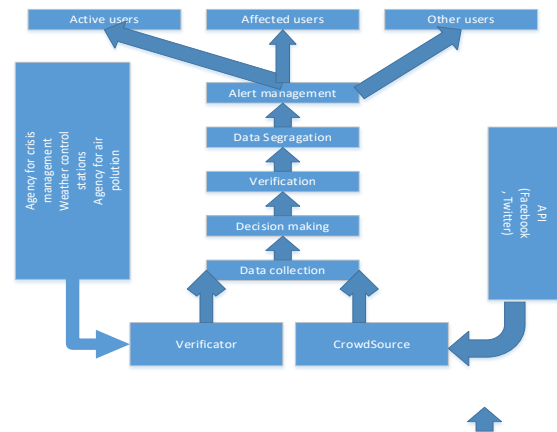 Active users
Affected users
Other users
Alert management
Data Segragation
Verification
Decision making
Data collection
Agency for crisis
management
Weather control
stations
Agency for air
polution
API
(Facebook
, Twitter)
Verificator
CrowdSource